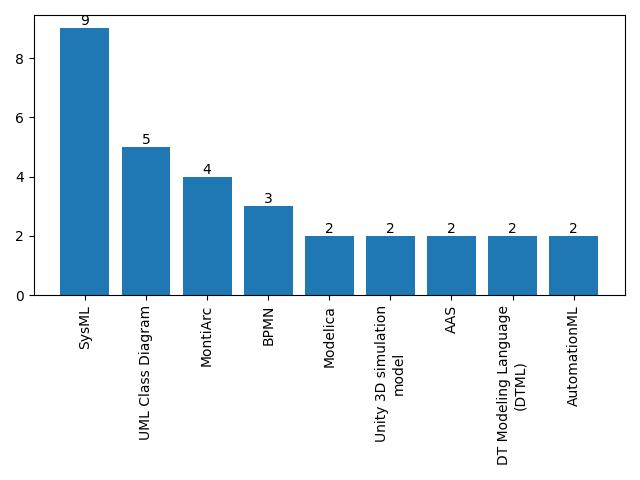 9
8
6
4
2
0
5
4
3
2
2
2
2
2
SysML
UML Class Diagram
MontiArc
BPMN
Modelica
Unity 3D simulation
model
AAS
DT Modeling Language
(DTML)
AutomationML